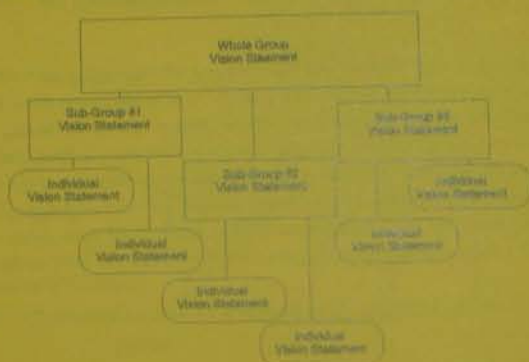 Whole Group
Vision Staement
Sub-Group #1
Vision Statement
Sub-Group #3
Vision Statement
Sub-Group #2
Vision Statement
Individual
Vision Statement
Individual
Vision Statement
Individual
Vision Statement
Individual
Vision Statement
Individual
Vision Statement
Individual
Vision Statement